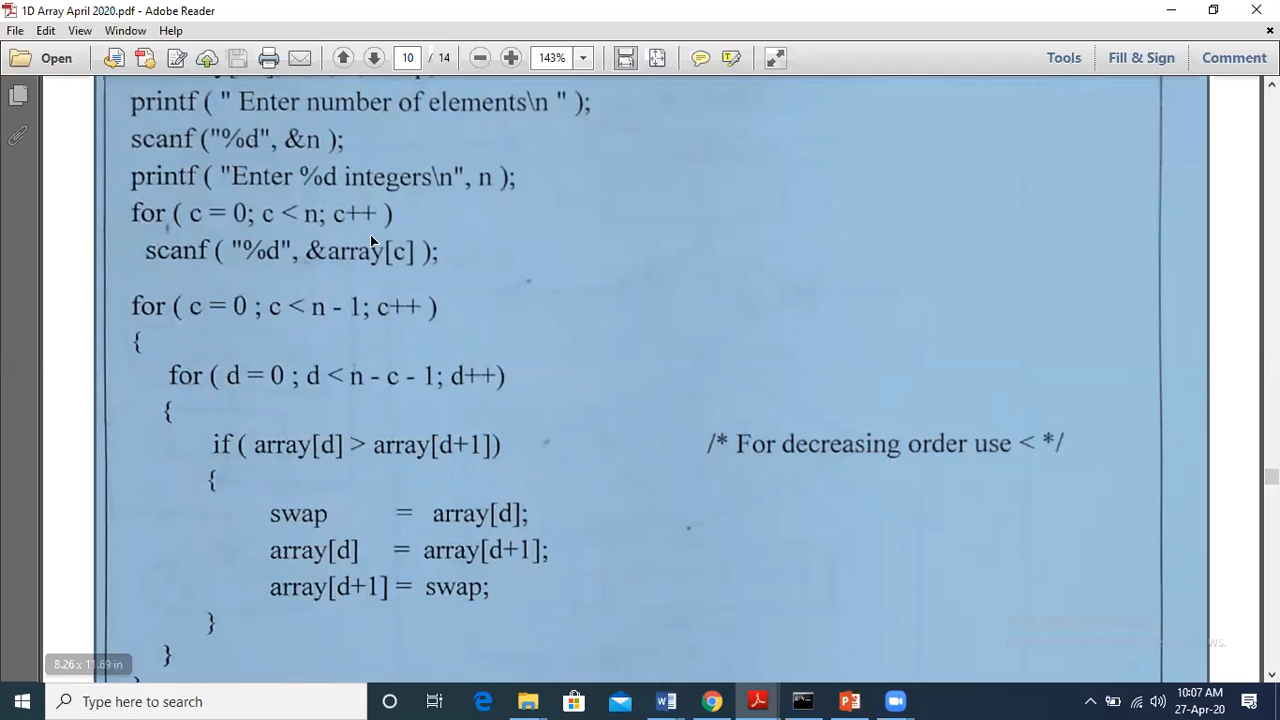 1D Array April 2020.pdf - Adobe Reader
File Edit View Window Help
Open 10 / 14 143% Tools Fill & Sign Comment
printf ( " Enter number of elements\n " );
scanf ("%d", &n );
printf ( "Enter %d integers\n", n );
for ( c = 0; c < n; c++ )
scanf ( "%d", &array[c] );
for ( c = 0 ; c < n - 1; c++ )
{
for ( d = 0 ; d < n - c - 1; d++)
{
if ( array[d] > array[d+1]) /* For decreasing order use < */
{
swap = array[d];
array[d] = array[d+1];
array[d+1] = swap;
}
}
8.26 x 11.69 in
Type here to search
10:07 AM
27-Apr-20